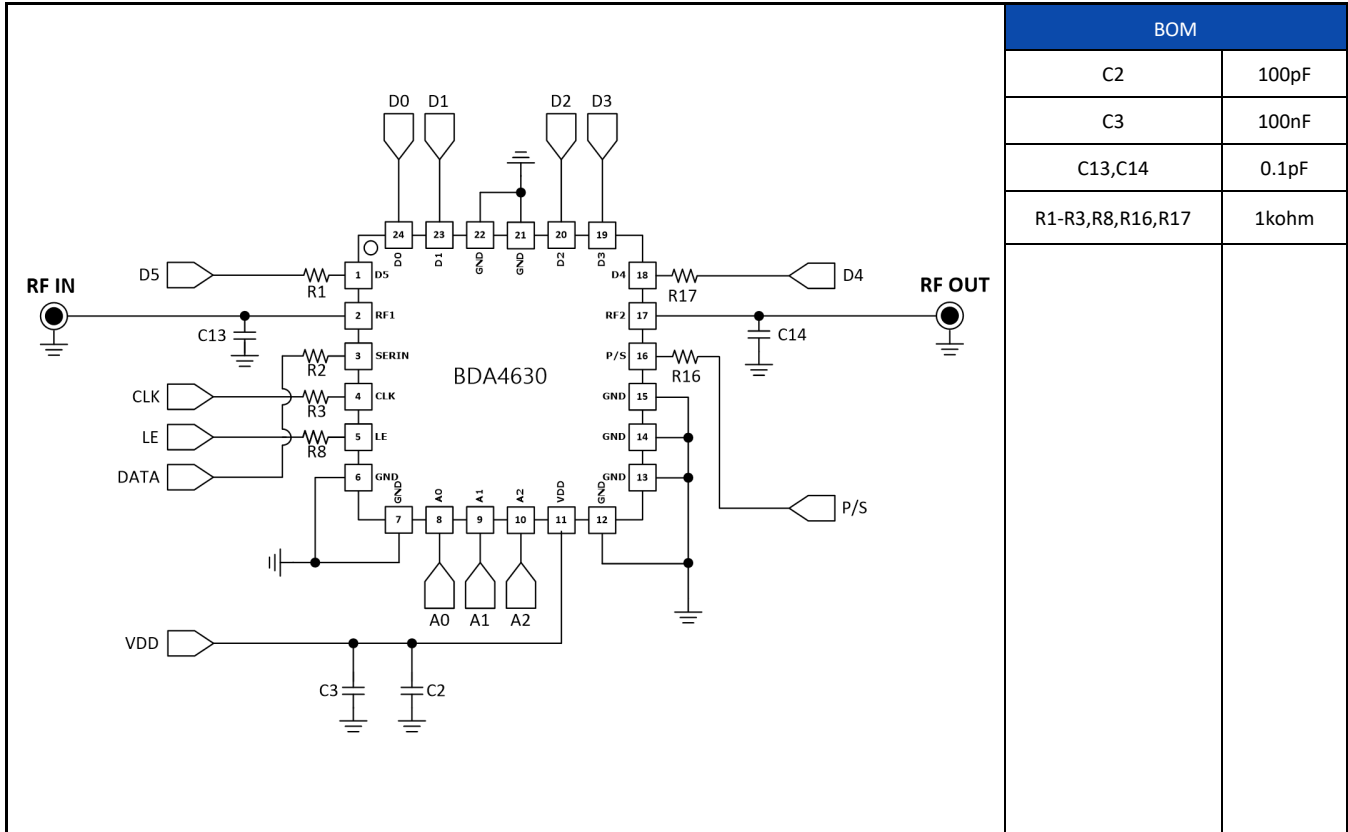 BOM
C2 100pF
C3 100nF
C13,C14 0.1pF
R1-R3,R8,R16,R17 1kohm
D0 D1 D2 D3
24 23 22 21 20 19
D0 D1 GND GND D2 D3
D5 R1 1 D5
D4 18 R17 D4
RF IN
RF OUT
2 RF1
RF2 17
C13
C14
R2 3 SERIN
P/S 16 R16
BDA4630
CLK R3 4 CLK
GND 15
LE R8 5 LE
GND 14
DATA
6 GND
GND 13
GND A0 A1 A2 VDD GND
7 8 9 10 11 12
P/S
A0 A1 A2
VDD
C3 C2